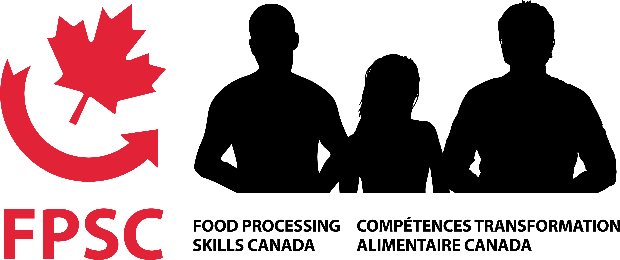 FPSC
FOOD PROCESSING
SKILLS CANADA
COMPÉTENCES TRANSFORMATION
ALIMENTAIRE CANADA